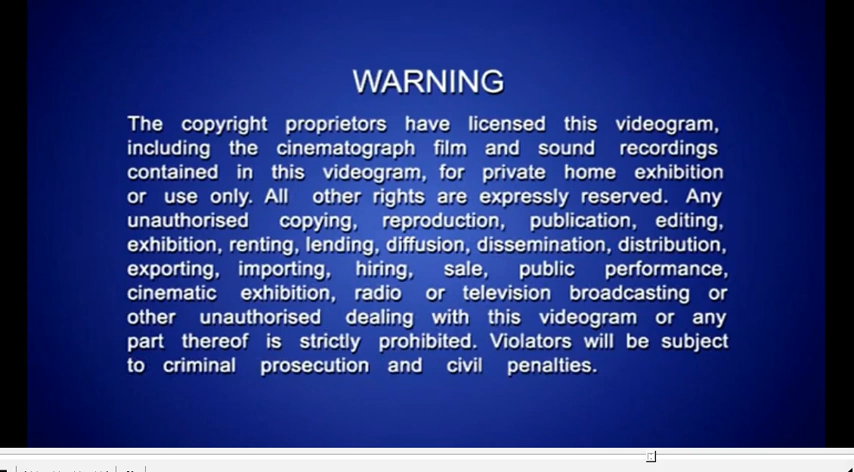 WARNING
The copyright proprietors have licensed this videogram,
including the cinematograph film and sound recordings
contained in this videogram, for private home exhibition
or use only. All other rights are expressly reserved. Any
unauthorised copying, reproduction, publication, editing,
exhibition, renting, lending, diffusion, dissemination, distribution,
exporting, importing, hiring, sale, public performance,
cinematic exhibition, radio or television broadcasting or
other unauthorised dealing with this videogram or any
part thereof is strictly prohibited. Violators will be subject
to criminal prosecution and civil penalties.